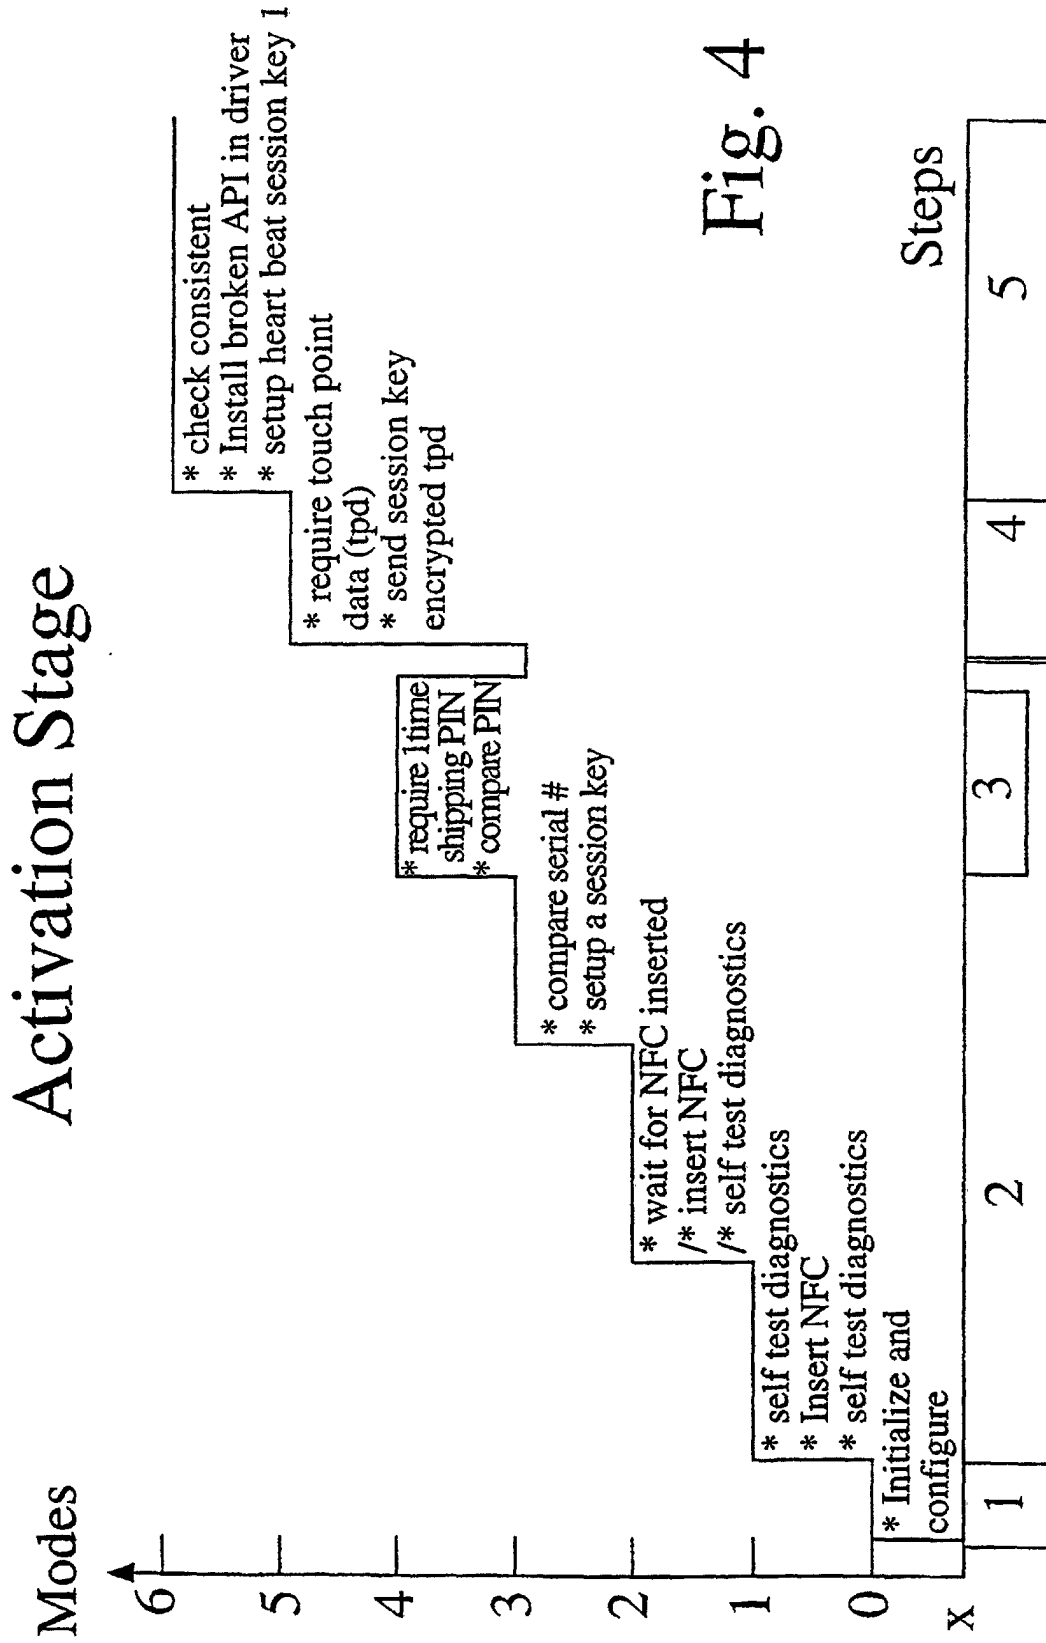 Activation Stage
Modes
6
5
4
3
2
1
0
x
* check consistent
* Install broken API in driver
* setup heart beat session key 1
* require touch point
data (tpd)
* send session key
encrypted tpd
* require 1time
shipping PIN
* compare PIN
* compare serial #
* setup a session key
* wait for NFC inserted
/* insert NFC
/* self test diagnostics
* self test diagnostics
* Insert NFC
* self test diagnostics
* Initialize and
configure
1
2
3
4
5
Steps
Fig. 4